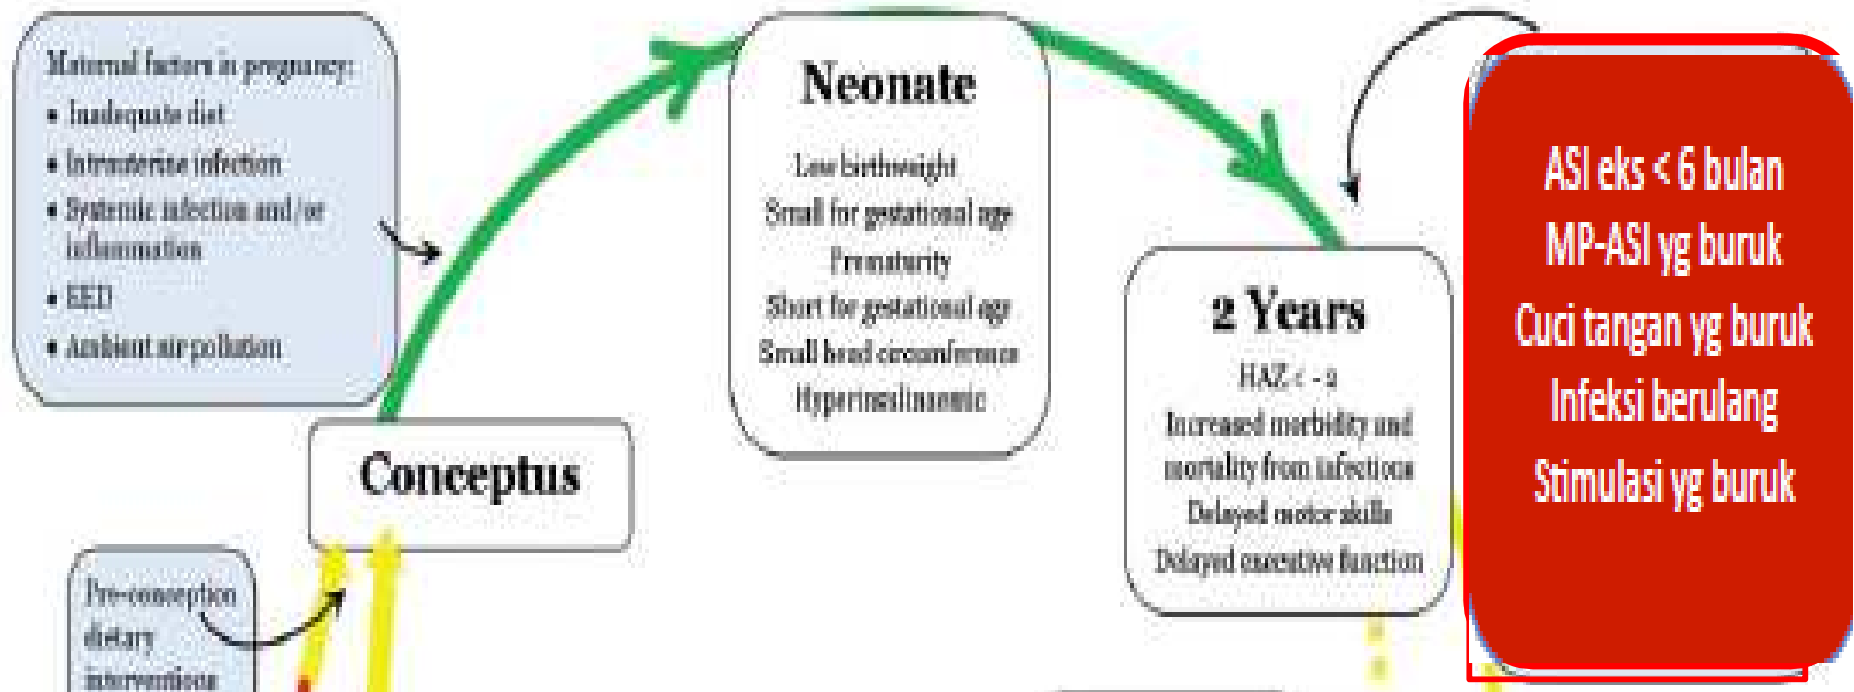 Maternal factors in pregnancy:
• Inadequate diet
• Intrauterine infection
• Systemic infection and/or
inflammation
• EED
• Ambient air pollution
Conceptus
Pre-conception
dietary
interventions
Neonate
Low birthweight
Small for gestational age
Prematurity
Short for gestational age
Small head circumference
Hyperinsulinaemic
2 Years
HAZ < - 2
Increased morbidity and
mortality from infections
Delayed motor skills
Delayed executive function
ASI eks < 6 bulan
MP-ASI yg buruk
Cuci tangan yg buruk
Infeksi berulang
Stimulasi yg buruk